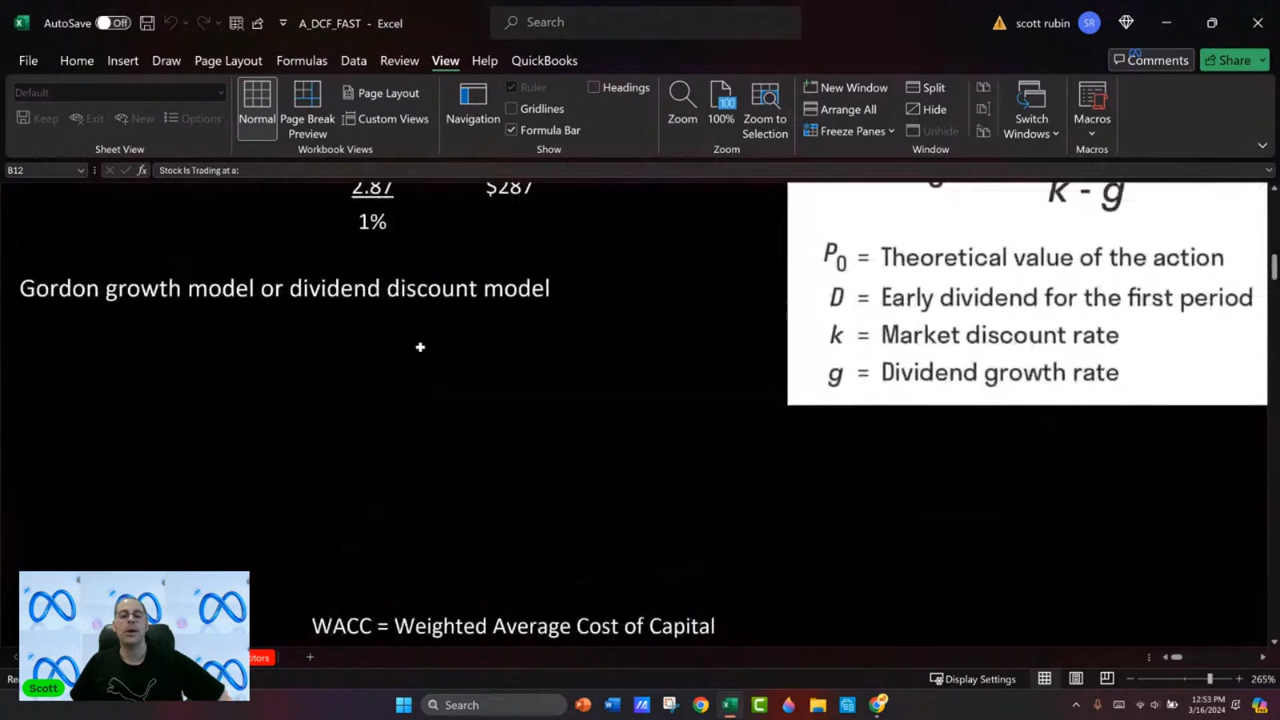 AutoSave Off A_DCF_FAST - Excel Search scott rubin SR
File Home Insert Draw Page Layout Formulas Data Review View Help QuickBooks Comments Share
Default
Keep Exit New Options
Sheet View
Normal
Page Break Preview
Page Layout
Custom Views
Workbook Views
Navigation
Ruler
Gridlines
Formula Bar
Headings
Show
Zoom
100
100%
Zoom to Selection
Zoom
New Window
Arrange All
Freeze Panes
Split
Hide
Unhide
Switch Windows
Window
Macros
Macros
B12 fx Stock Is Trading at a:
2.87 $287
1%
k - g
Gordon growth model or dividend discount model
P0 = Theoretical value of the action
D = Early dividend for the first period
k = Market discount rate
g = Dividend growth rate
WACC = Weighted Average Cost of Capital
Scott
Display Settings 265%
Search
12:53 PM
3/16/2024